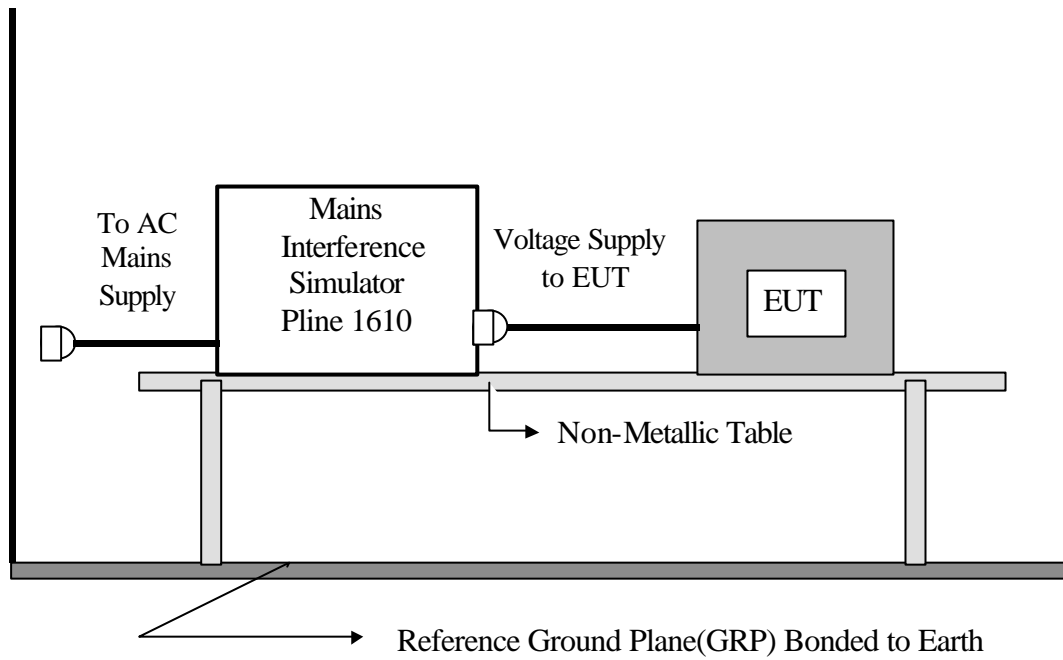 To AC
Mains
Supply
Mains
Interference
Simulator
Pline 1610
Voltage Supply
to EUT
EUT
Non-Metallic Table
Reference Ground Plane(GRP) Bonded to Earth